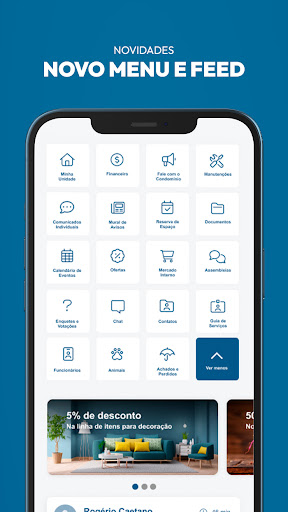 NOVIDADES
NOVO MENU E FEED
Minha
Unidade
Financeiro
Fale com o
Condomínio
Manutenções
Comunicados
Individuais
Mural de
Avisos
Reserva de
Espaço
Documentos
Calendário de
Eventos
Ofertas
Mercado
Interno
Assembleias
Enquetes e
Votações
Chat
Contatos
Guia de
Serviços
Funcionários
Animais
Achados e
Perdidos
Ver menos
5% de desconto
Na linha de itens para decoração
50
Na
Rogério Caetano